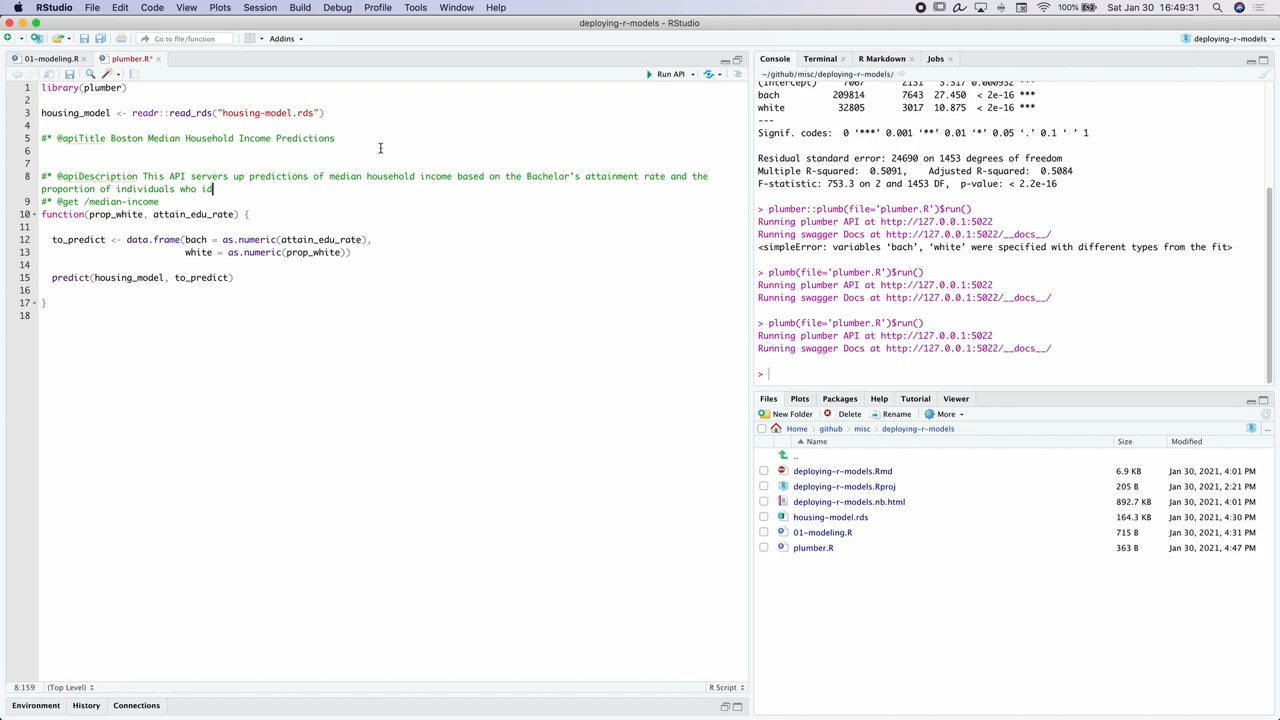 RStudio File Edit Code View Plots Session Build Debug Profile Tools Window Help 100% Sat Jan 30 16:49:31
deploying-r-models - RStudio
Go to file/function Addins deploying-r-models
01-modeling.R plumber.R*
Run API
1 library(plumber)
2
3 housing_model <- readr::read_rds("housing-model.rds")
4
5 #* @apiTitle Boston Median Household Income Predictions
6
7
8 #* @apiDescription This API servers up predictions of median household income based on the Bachelor's attainment rate and the
proportion of individuals who id
9 #* @get /median-income
10 function(prop_white, attain_edu_rate) {
11
12 to_predict <- data.frame(bach = as.numeric(attain_edu_rate),
13 white = as.numeric(prop_white))
14
15 predict(housing_model, to_predict)
16
17 }
18
8:159 (Top Level) R Script
Environment History Connections
Console Terminal R Markdown Jobs
~/github/misc/deploying-r-models/
(Intercept) 7067 2131 3.317 0.000932 ***
bach 209814 7643 27.450 < 2e-16 ***
white 32805 3017 10.875 < 2e-16 ***
---
Signif. codes: 0 ‘***’ 0.001 ‘**’ 0.01 ‘*’ 0.05 ‘.’ 0.1 ‘ ’ 1
Residual standard error: 24690 on 1453 degrees of freedom
Multiple R-squared: 0.5091, Adjusted R-squared: 0.5084
F-statistic: 753.3 on 2 and 1453 DF, p-value: < 2.2e-16
> plumber::plumb(file='plumber.R')$run()
Running plumber API at http://127.0.0.1:5022
Running swagger Docs at http://127.0.0.1:5022/__docs__/
<simpleError: variables ‘bach’, ‘white’ were specified with different types from the fit>
> plumb(file='plumber.R')$run()
Running plumber API at http://127.0.0.1:5022
Running swagger Docs at http://127.0.0.1:5022/__docs__/
> plumb(file='plumber.R')$run()
Running plumber API at http://127.0.0.1:5022
Running swagger Docs at http://127.0.0.1:5022/__docs__/
>
Files Plots Packages Help Tutorial Viewer
New Folder Delete Rename More
Home github misc deploying-r-models
Name Size Modified
..
deploying-r-models.Rmd 6.9 KB Jan 30, 2021, 4:01 PM
deploying-r-models.Rproj 205 B Jan 30, 2021, 2:21 PM
deploying-r-models.nb.html 892.7 KB Jan 30, 2021, 4:01 PM
housing-model.rds 164.3 KB Jan 30, 2021, 4:30 PM
01-modeling.R 715 B Jan 30, 2021, 4:31 PM
plumber.R 363 B Jan 30, 2021, 4:47 PM